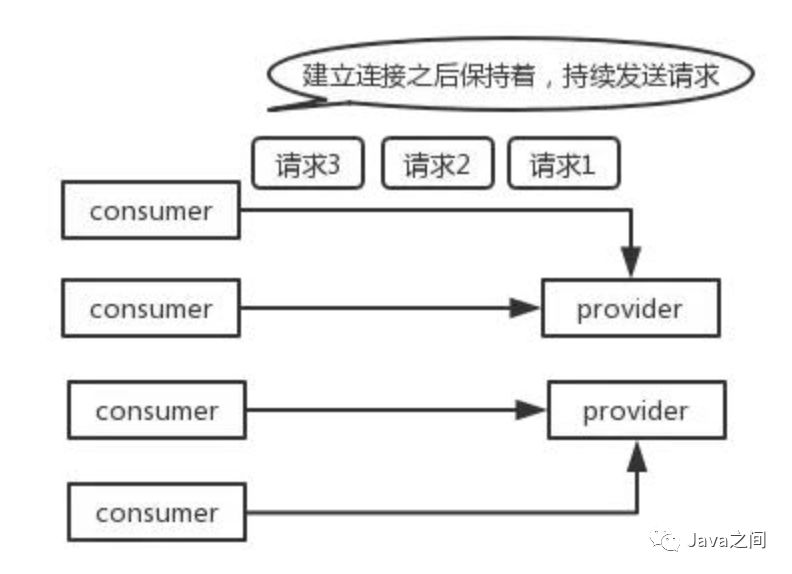 建立连接之后保持着，持续发送请求
请求3
请求2
请求1
consumer
consumer
provider
consumer
provider
consumer
Java之间